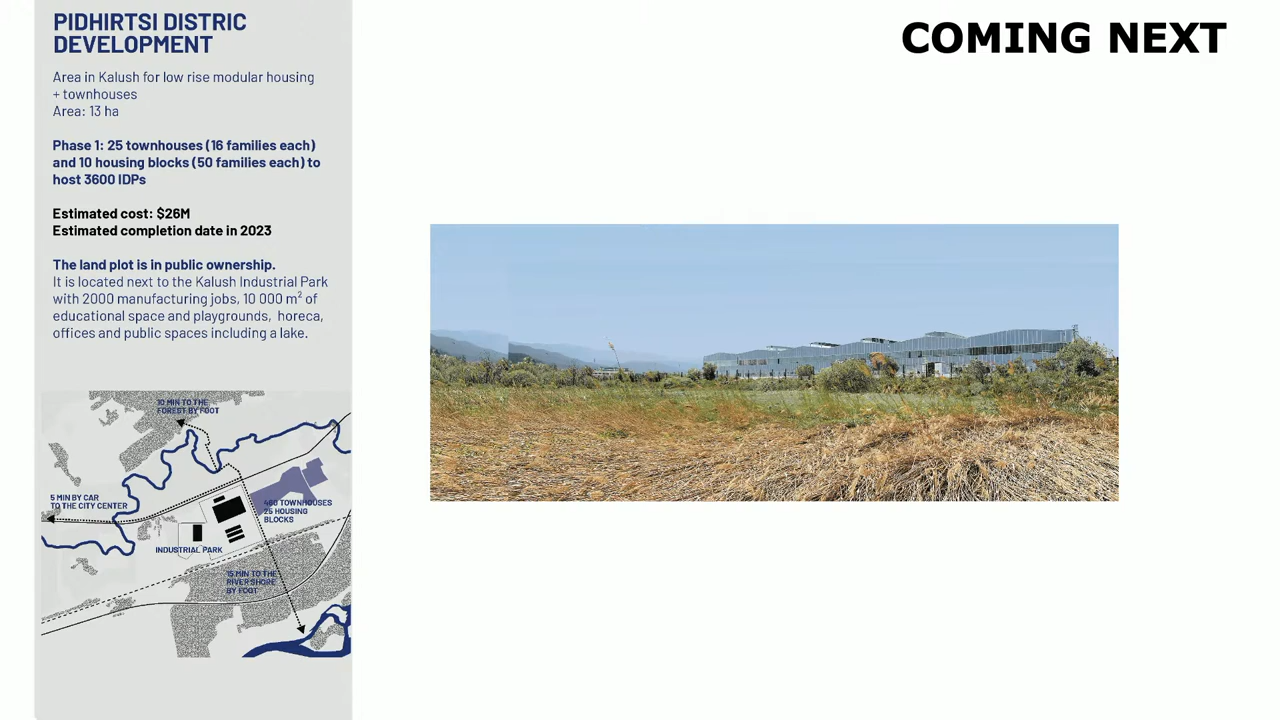 PIDHIRTSI DISTRIC
DEVELOPMENT
COMING NEXT
Area in Kalush for low rise modular housing
+ townhouses
Area: 13 ha
Phase 1: 25 townhouses (16 families each)
and 10 housing blocks (50 families each) to
host 3600 IDPs
Estimated cost: $26M
Estimated completion date in 2023
The land plot is in public ownership.
It is located next to the Kalush Industrial Park
with 2000 manufacturing jobs, 10 000 m² of
educational space and playgrounds, horeca,
offices and public spaces including a lake.
10 MIN TO THE
FOREST BY FOOT
5 MIN BY CAR
TO THE CITY CENTER
460 TOWNHOUSES
25 HOUSING
BLOCKS
INDUSTRIAL PARK
15 MIN TO THE
RIVER SHORE
BY FOOT